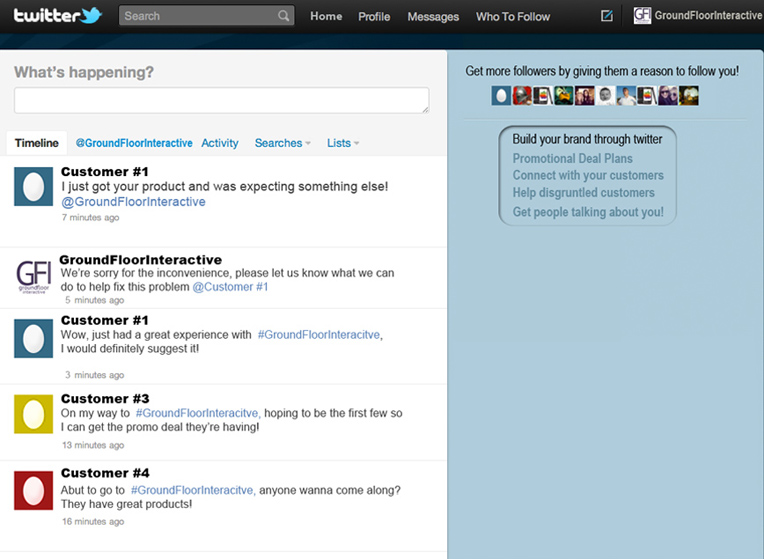 twitter Search Home Profile Messages Who To Follow GFI GroundFloorInteractive
What's happening?
Timeline @GroundFloorInteractive Activity Searches Lists
Customer #1
I just got your product and was expecting something else!
@GroundFloorInteractive
7 minutes ago
GFI
groundfloor
interactive
GroundFloorInteractive
We're sorry for the inconvenience, please let us know what we can
do to help fix this problem @Customer #1
5 minutes ago
Customer #1
Wow, just had a great experience with #GroundFloorInteracitve,
I would definitely suggest it!
3 minutes ago
Customer #3
On my way to #GroundFloorInteracitve, hoping to be the first few so
I can get the promo deal they're having!
13 minutes ago
Customer #4
Abut to go to #GroundFloorInteracitve, anyone wanna come along?
They have great products!
16 minutes ago
Get more followers by giving them a reason to follow you!
Build your brand through twitter
Promotional Deal Plans
Connect with your customers
Help disgruntled customers
Get people talking about you!